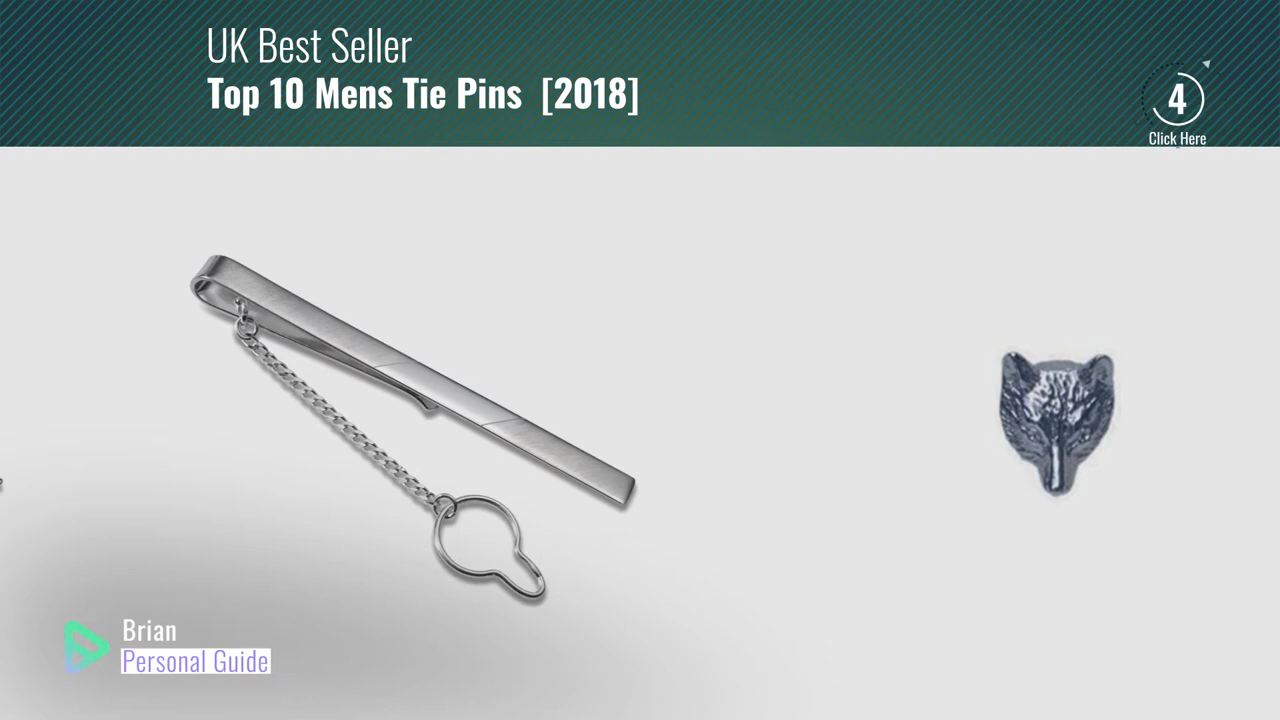 UK Best Seller
Top 10 Mens Tie Pins [2018]
4
Click Here
Brian
Personal Guide